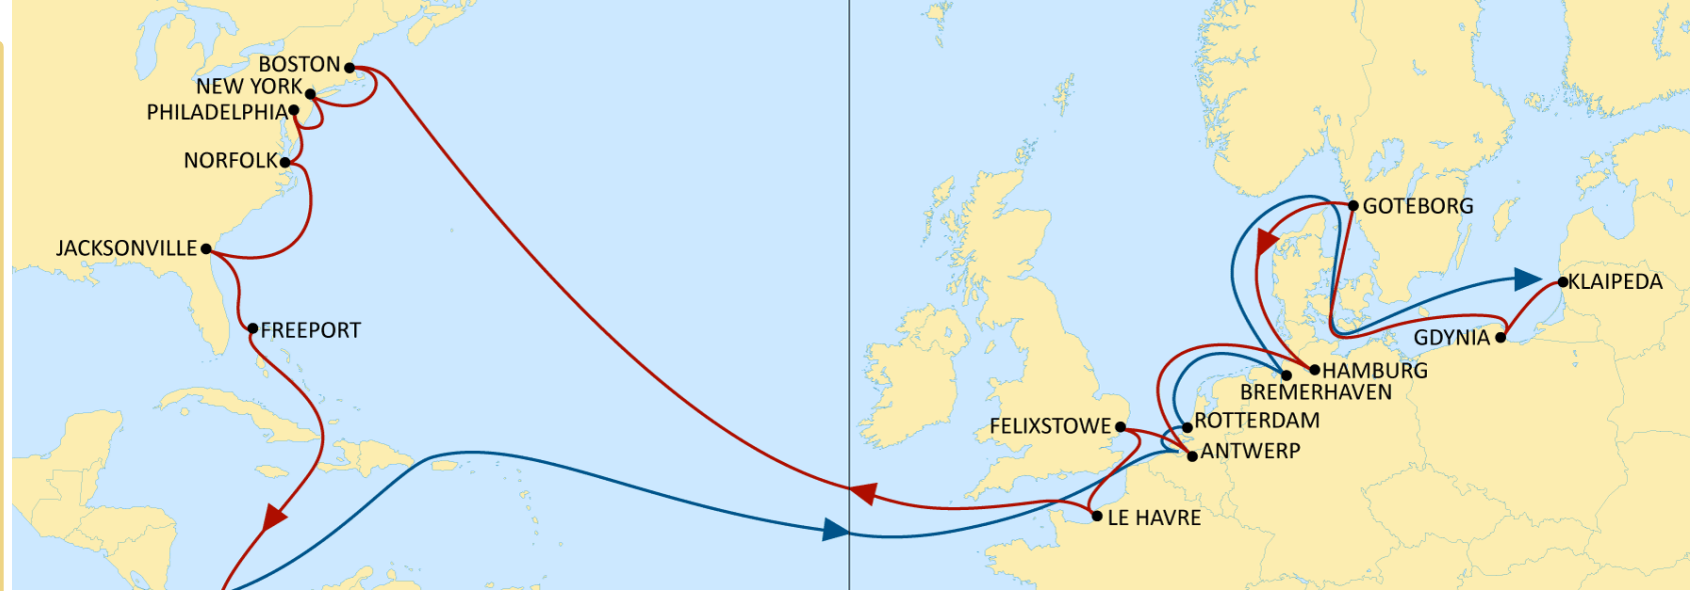 BOSTON
NEW YORK
PHILADELPHIA
NORFOLK
JACKSONVILLE
FREEPORT
GOTEBORG
KLAIPEDA
GDYNIA
HAMBURG
BREMERHAVEN
FELIXSTOWE
ROTTERDAM
ANTWERP
LE HAVRE